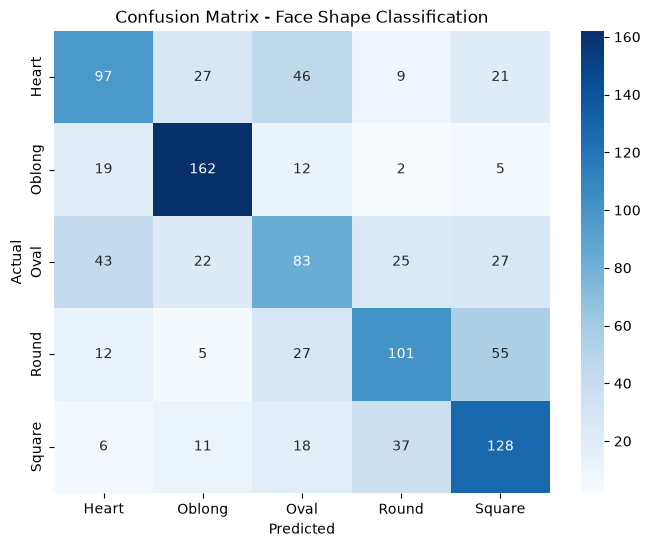 Confusion Matrix - Face Shape Classification
Heart 97 27 46 9 21
Oblong 19 162 12 2 5
Oval 43 22 83 25 27
Round 12 5 27 101 55
Square 6 11 18 37 128
Actual
Heart Oblong Oval Round Square
Predicted
160
140
120
100
80
60
40
20